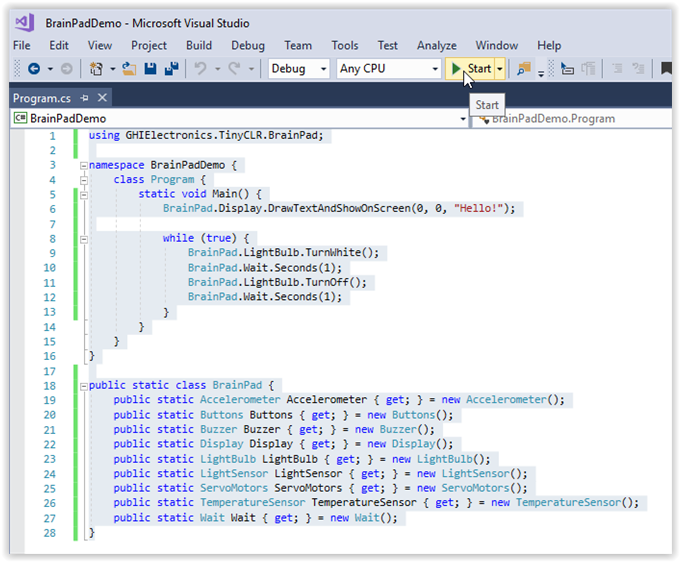 BrainPadDemo - Microsoft Visual Studio
File Edit View Project Build Debug Team Tools Test Analyze Window Help
Debug Any CPU Start
Program.cs
Start
C# BrainPadDemo BrainPadDemo.Program
1 using GHIElectronics.TinyCLR.BrainPad;
2
3 namespace BrainPadDemo {
4 class Program {
5 static void Main() {
6 BrainPad.Display.DrawTextAndShowOnScreen(0, 0, "Hello!");
7
8 while (true) {
9 BrainPad.LightBulb.TurnWhite();
10 BrainPad.Wait.Seconds(1);
11 BrainPad.LightBulb.TurnOff();
12 BrainPad.Wait.Seconds(1);
13 }
14 }
15 }
16 }
17
18 public static class BrainPad {
19 public static Accelerometer Accelerometer { get; } = new Accelerometer();
20 public static Buttons Buttons { get; } = new Buttons();
21 public static Buzzer Buzzer { get; } = new Buzzer();
22 public static Display Display { get; } = new Display();
23 public static LightBulb LightBulb { get; } = new LightBulb();
24 public static LightSensor LightSensor { get; } = new LightSensor();
25 public static ServoMotors ServoMotors { get; } = new ServoMotors();
26 public static TemperatureSensor TemperatureSensor { get; } = new TemperatureSensor();
27 public static Wait Wait { get; } = new Wait();
28 }